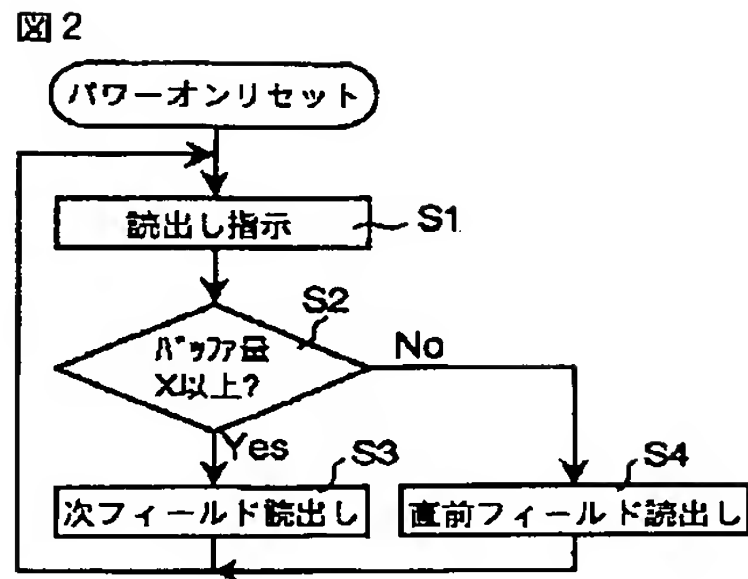 図2
パワーオンリセット
読出し指示
S1
S2
ﾊﾞｯﾌｧ量
X以上?
No
Yes
S3
S4
次フィールド読出し
直前フィールド読出し